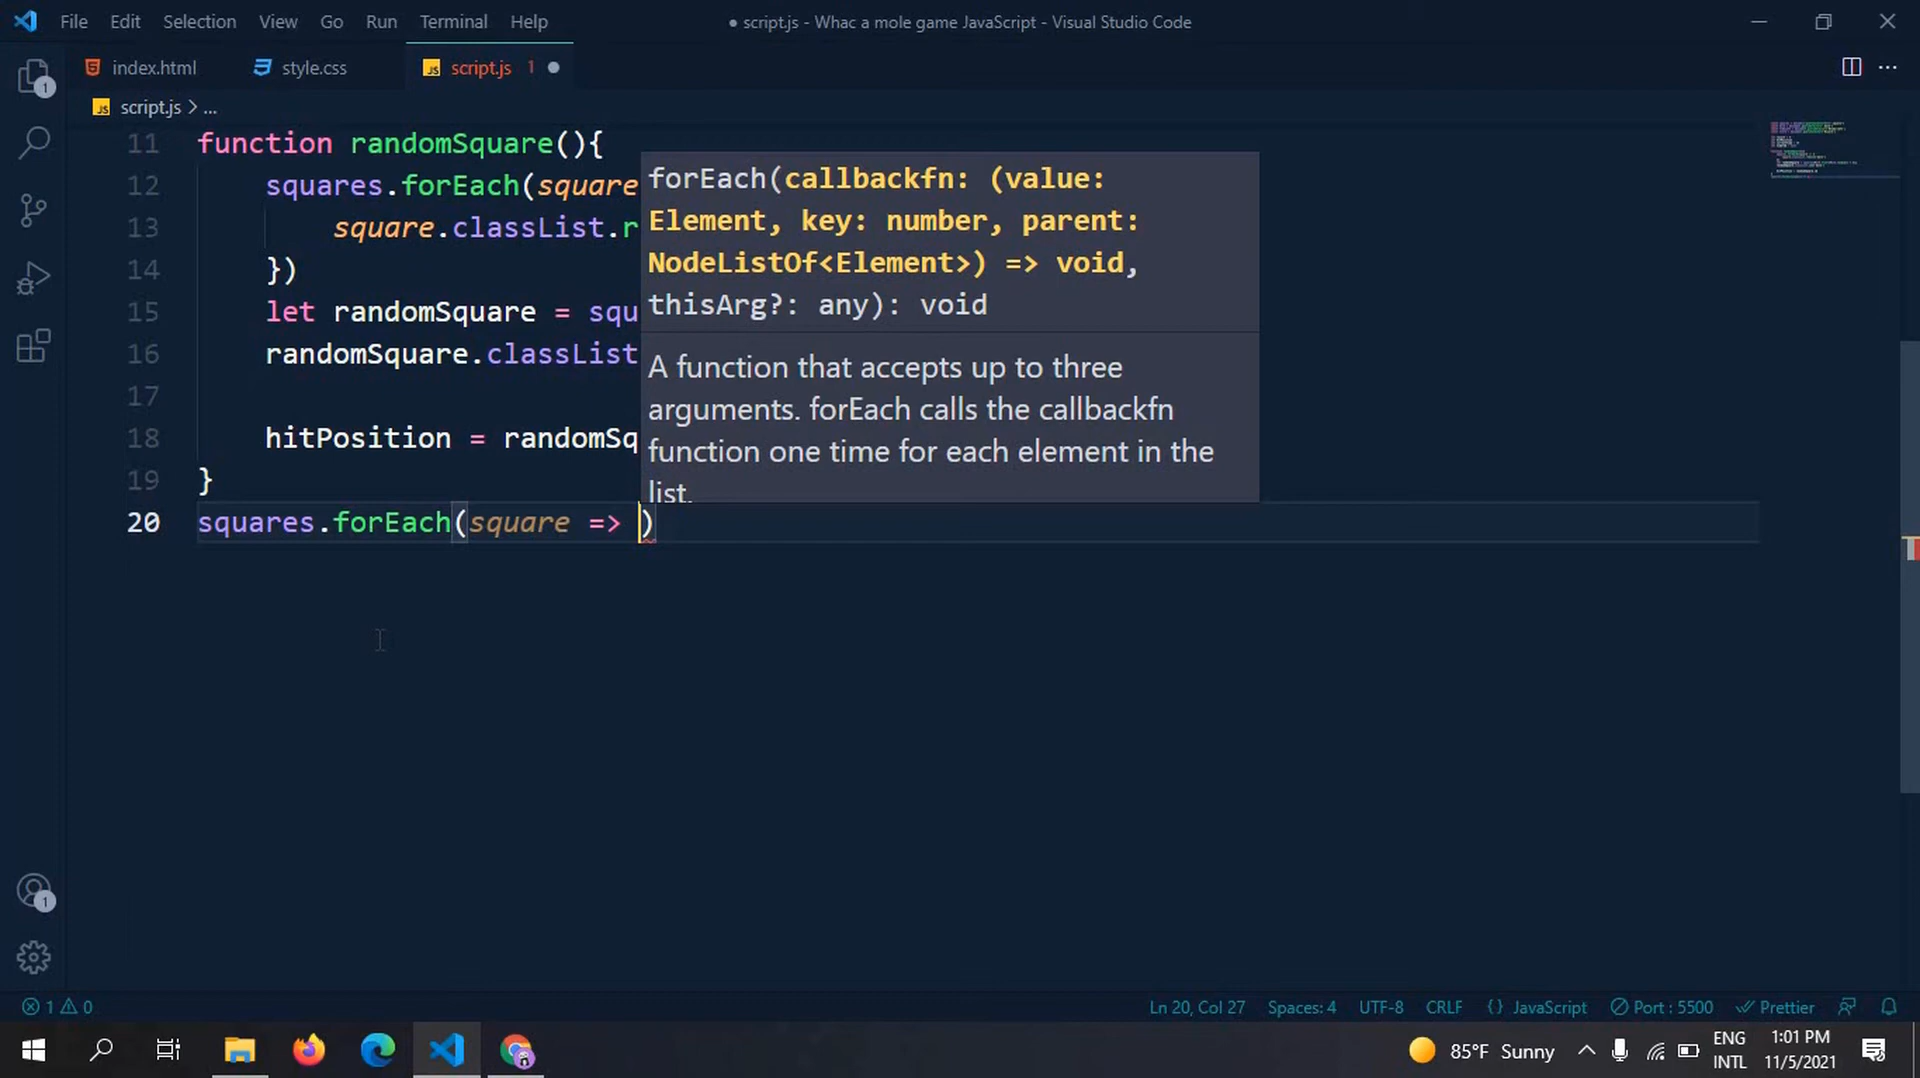 File Edit Selection View Go Run Terminal Help ● script.js - Whac a mole game JavaScript - Visual Studio Code
index.html style.css JS script.js 1 ●
JS script.js > ...
11 function randomSquare(){
12 squares.forEach(square
13 square.classList.r
14 })
15 let randomSquare = squ
16 randomSquare.classList
17
18 hitPosition = randomSq
19 }
20 squares.forEach(square => )
forEach(callbackfn: (value:
Element, key: number, parent:
NodeListOf<Element>) => void,
thisArg?: any): void
A function that accepts up to three
arguments. forEach calls the callbackfn
function one time for each element in the
list.
1
1
1 0 Ln 20, Col 27 Spaces: 4 UTF-8 CRLF {} JavaScript Port : 5500 Prettier
85°F Sunny ENG 1:01 PM
INTL 11/5/2021